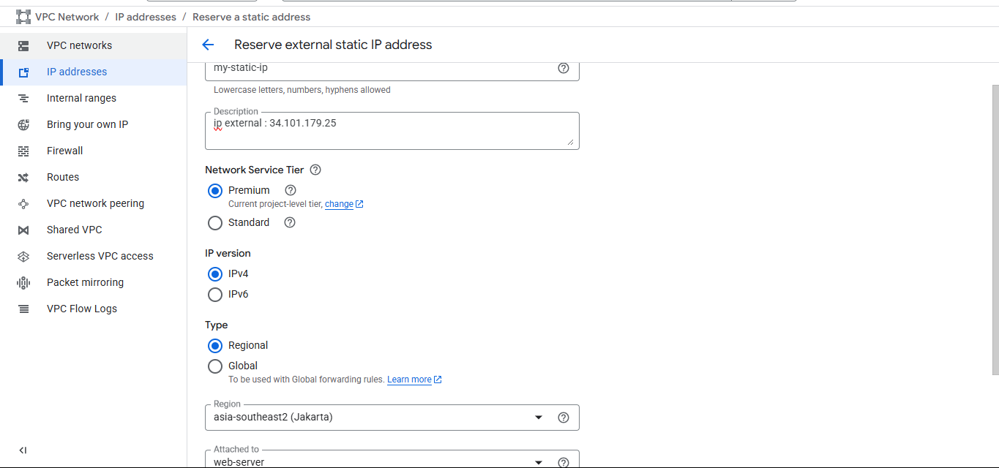 VPC Network / IP addresses / Reserve a static address
VPC networks
IP addresses
Internal ranges
Bring your own IP
Firewall
Routes
VPC network peering
Shared VPC
Serverless VPC access
Packet mirroring
VPC Flow Logs
Reserve external static IP address
my-static-ip
Lowercase letters, numbers, hyphens allowed
Description
ip external : 34.101.179.25
Network Service Tier
Premium
Current project-level tier, change
Standard
IP version
IPv4
IPv6
Type
Regional
Global
To be used with Global forwarding rules. Learn more
Region
asia-southeast2 (Jakarta)
Attached to
web-server